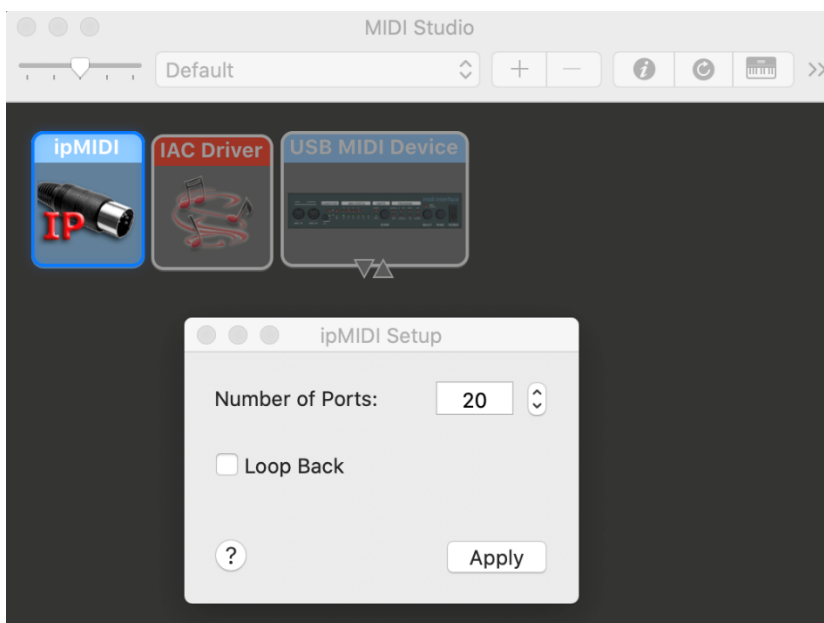 MIDI Studio
Default
ipMIDI
IAC Driver
USB MIDI Device
IP
ipMIDI Setup
Number of Ports: 20
Loop Back
? Apply